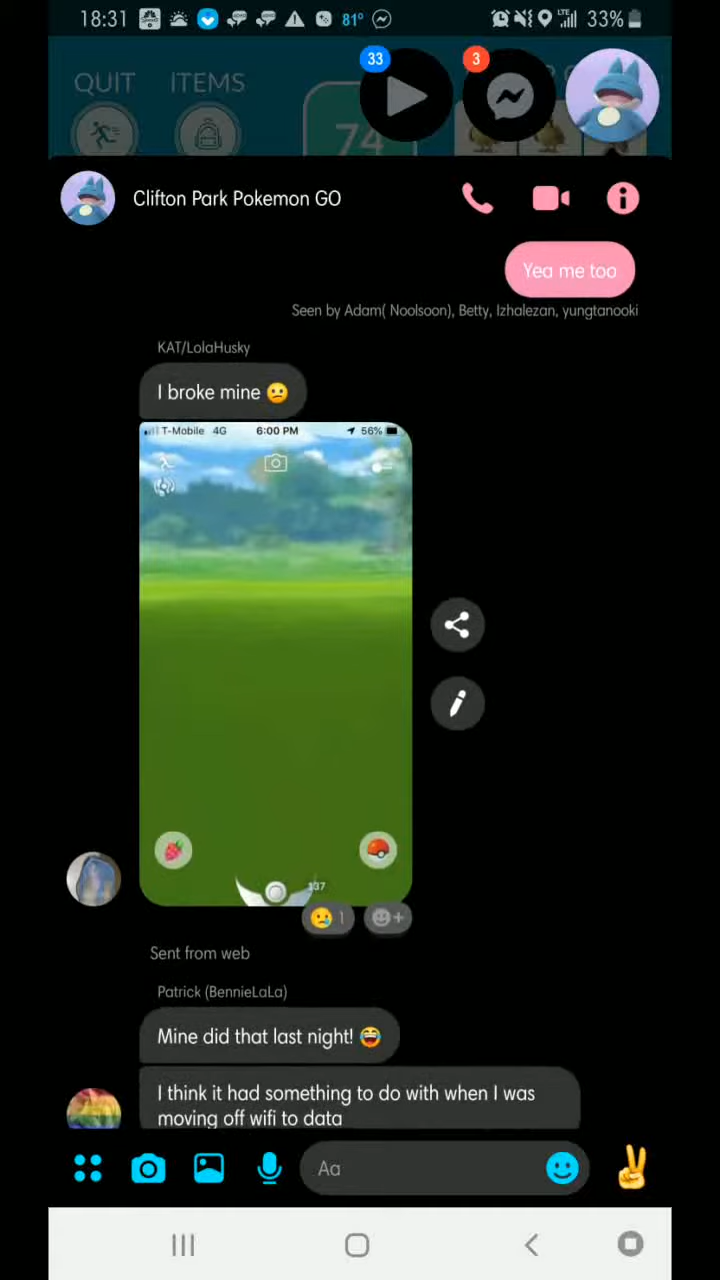 18:31
81°
LTE
33%
QUIT
ITEMS
33
3
74
Clifton Park Pokemon GO
Yea me too
Seen by Adam( Noolsoon), Betty, Izhalezan, yungtanooki
KAT/LolaHusky
I broke mine 😕
T-Mobile 4G 6:00 PM 56%
137
😢 1
Sent from web
Patrick (BennieLaLa)
Mine did that last night! 😂
I think it had something to do with when I was
moving off wifi to data
Aa